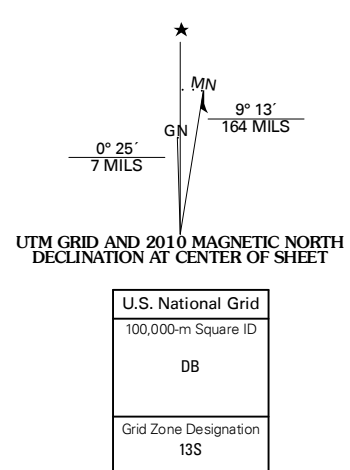 ★
MN
GN
9° 13´
164 MILS
0° 25´
7 MILS
UTM GRID AND 2010 MAGNETIC NORTH
DECLINATION AT CENTER OF SHEET
U.S. National Grid
100,000-m Square ID
DB
Grid Zone Designation
13S